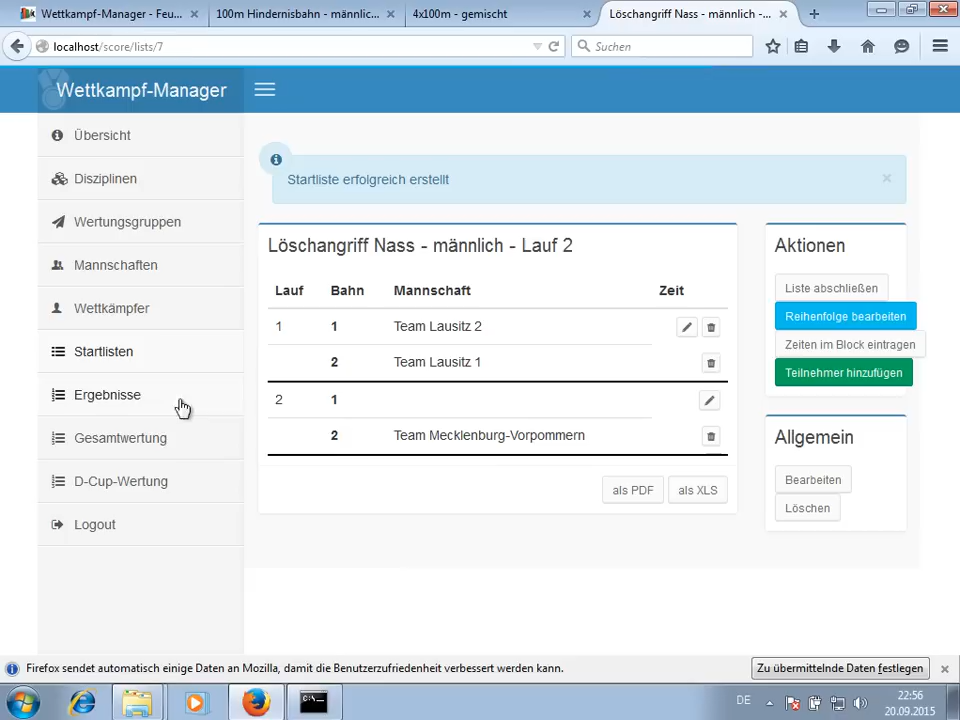 Wettkampf-Manager - Feu...
100m Hindernisbahn - männlic...
4x100m - gemischt
Löschangriff Nass - männlich -...
localhost/score/lists/7
Suchen
Wettkampf-Manager
Übersicht
Disziplinen
Wertungsgruppen
Mannschaften
Wettkämpfer
Startlisten
Ergebnisse
Gesamtwertung
D-Cup-Wertung
Logout
Startliste erfolgreich erstellt
Löschangriff Nass - männlich - Lauf 2
Lauf Bahn Mannschaft Zeit
1 1 Team Lausitz 2
2 Team Lausitz 1
2 1
2 Team Mecklenburg-Vorpommern
als PDF als XLS
Aktionen
Liste abschließen
Reihenfolge bearbeiten
Zeiten im Block eintragen
Teilnehmer hinzufügen
Allgemein
Bearbeiten
Löschen
Firefox sendet automatisch einige Daten an Mozilla, damit die Benutzerzufriedenheit verbessert werden kann.
Zu übermittelnde Daten festlegen
DE
22:56
20.09.2015